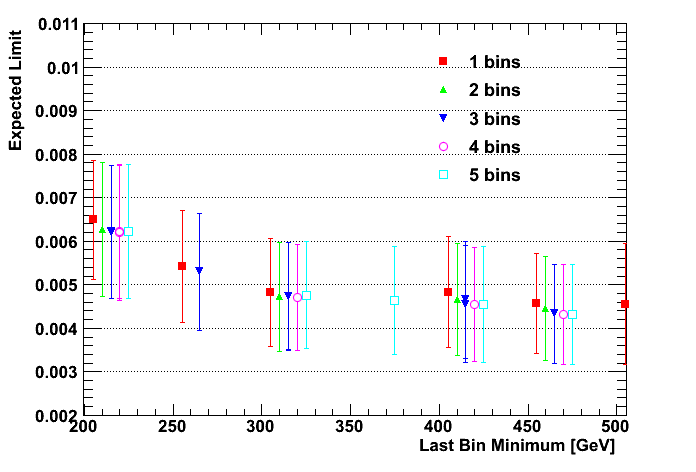 Expected Limit
0.011
0.01
0.009
0.008
0.007
0.006
0.005
0.004
0.003
0.002
1 bins
2 bins
3 bins
4 bins
5 bins
200 250 300 350 400 450 500
Last Bin Minimum [GeV]